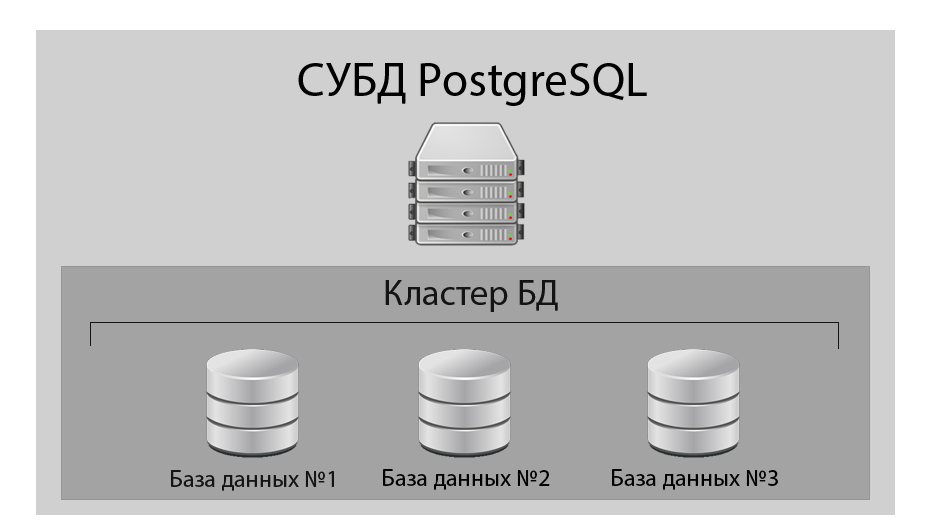 СУБД PostgreSQL
Кластер БД
База данных №1
База данных №2
База данных №3